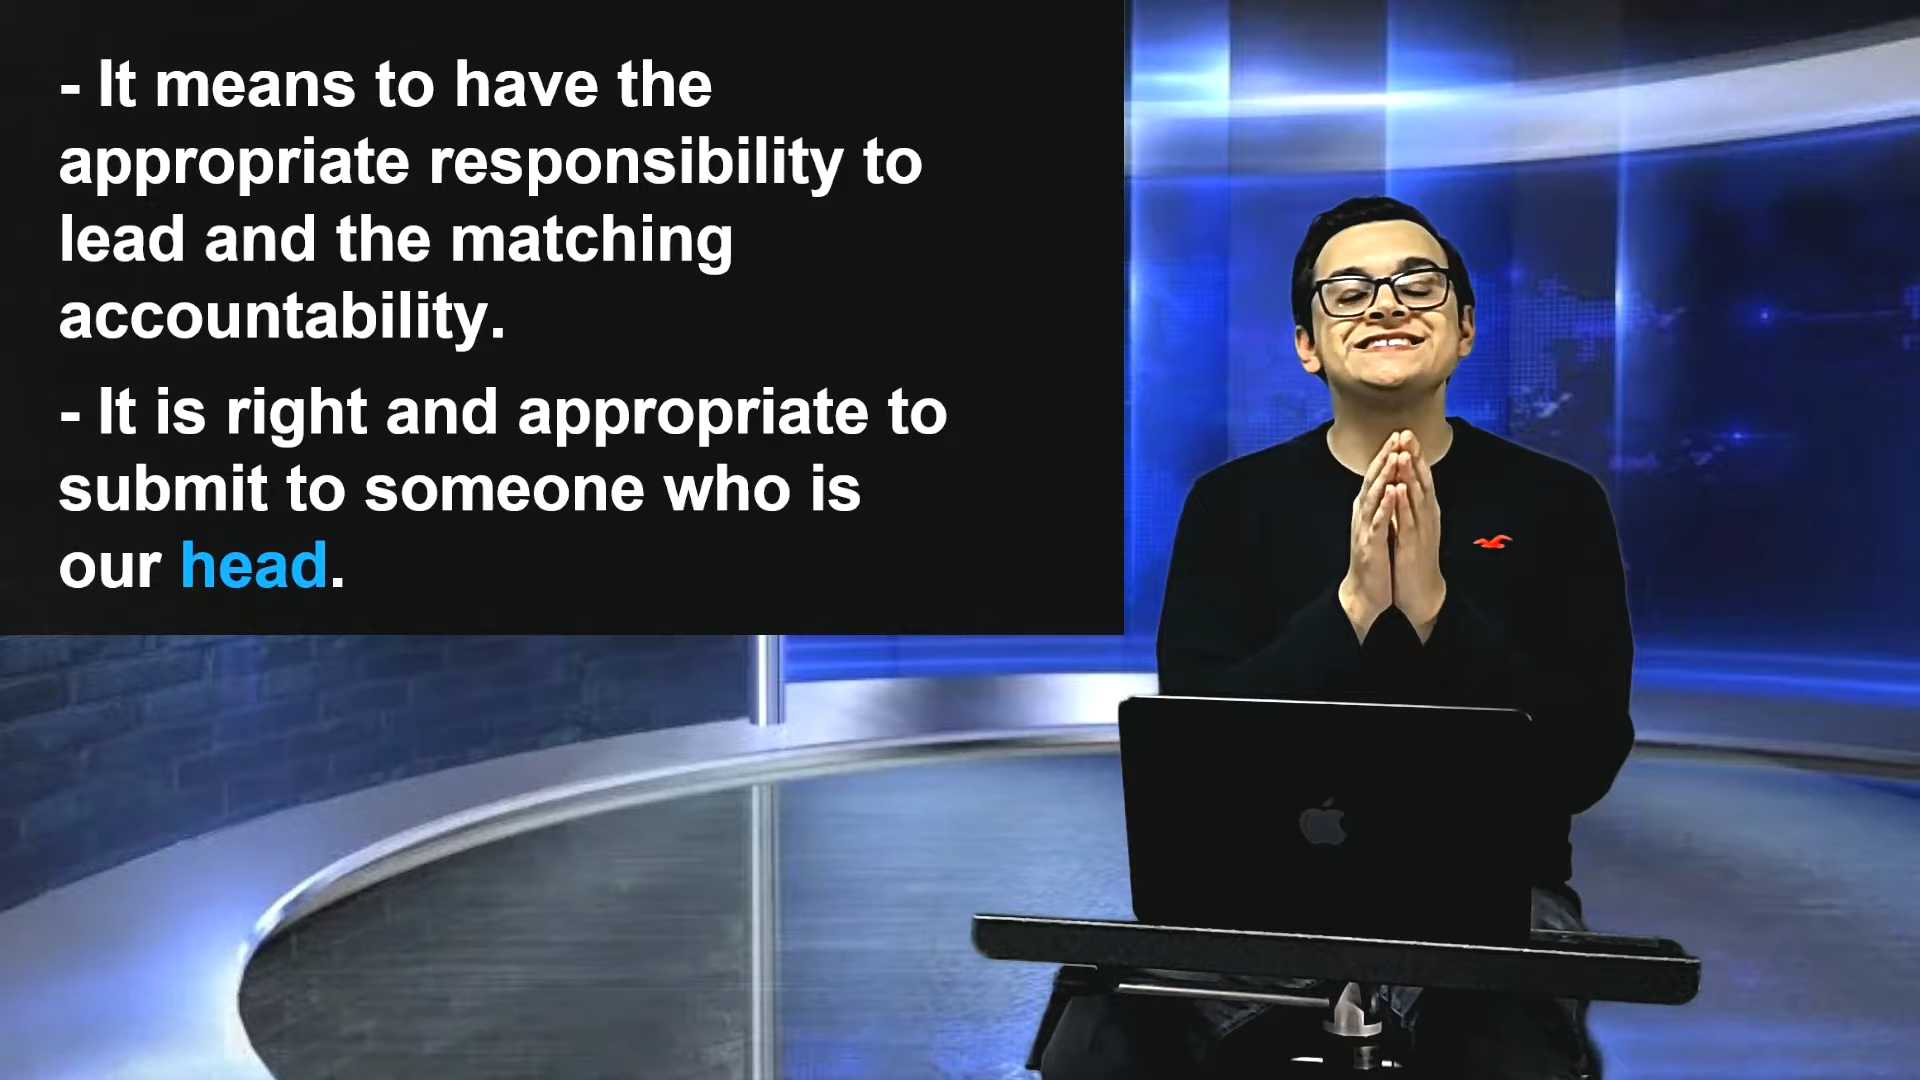 - It means to have the
appropriate responsibility to
lead and the matching
accountability.
- It is right and appropriate to
submit to someone who is
our head.